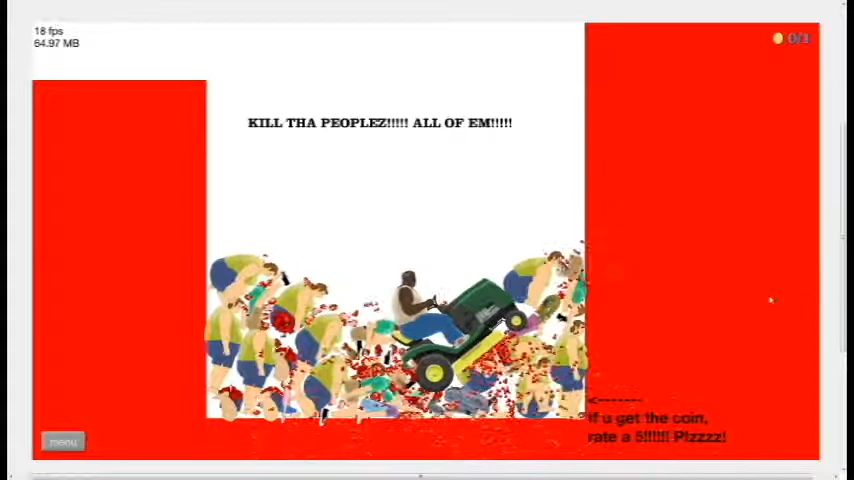 18 fps
64.97 MB
0/1
KILL THA PEOPLEZ!!!!! ALL OF EM!!!!!
<-------
If u get the coin,
rate a 5!!!!!! Plzzzz!
menu